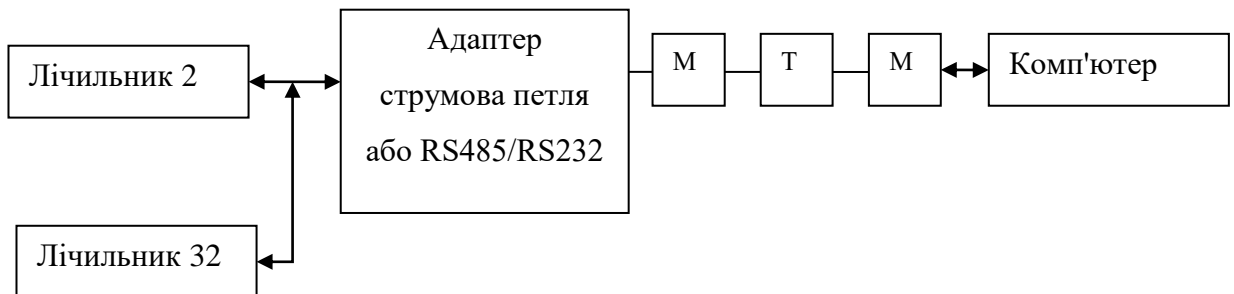 Лічильник 2
Адаптер
струмова петля
або RS485/RS232
М
Т
М
Комп'ютер
Лічильник 32